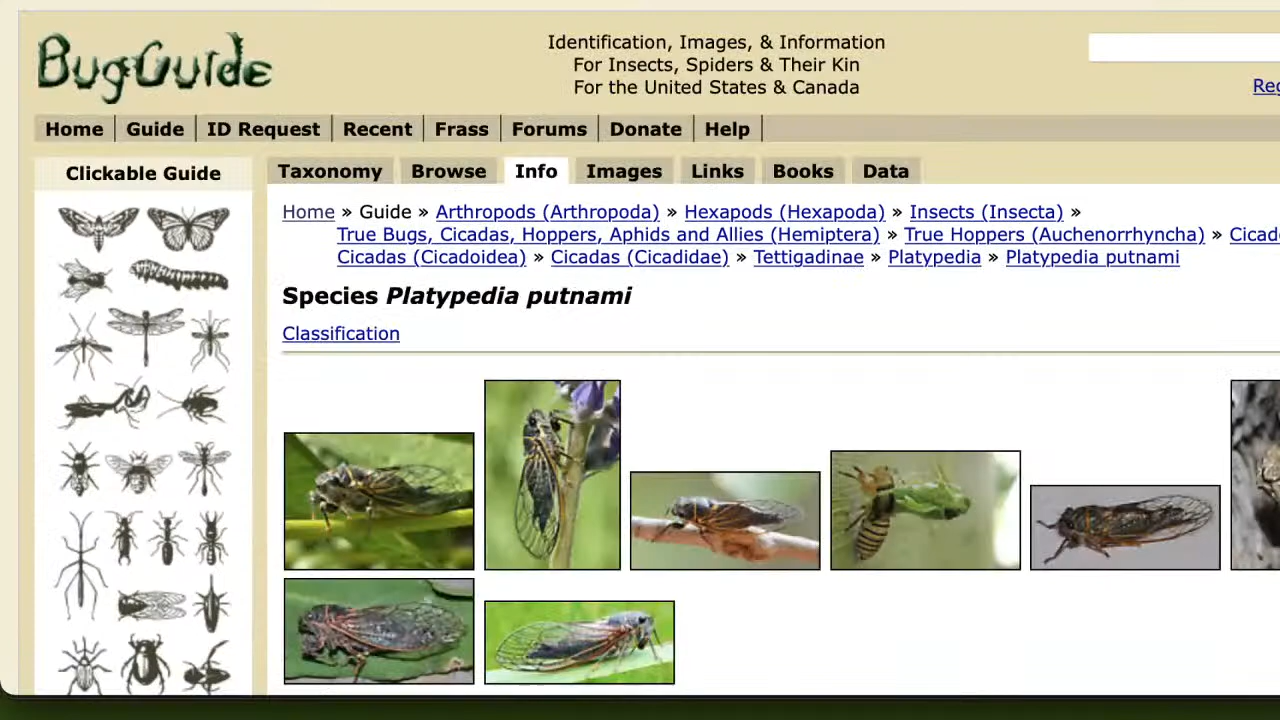 BugGuide
Identification, Images, & Information
For Insects, Spiders & Their Kin
For the United States & Canada
Home Guide ID Request Recent Frass Forums Donate Help
Clickable Guide
Taxonomy Browse Info Images Links Books Data
Home » Guide » Arthropods (Arthropoda) » Hexapods (Hexapoda) » Insects (Insecta) »
True Bugs, Cicadas, Hoppers, Aphids and Allies (Hemiptera) » True Hoppers (Auchenorrhyncha) »
Cicadas (Cicadoidea) » Cicadas (Cicadidae) » Tettigadinae » Platypedia » Platypedia putnami
Species Platypedia putnami
Classification